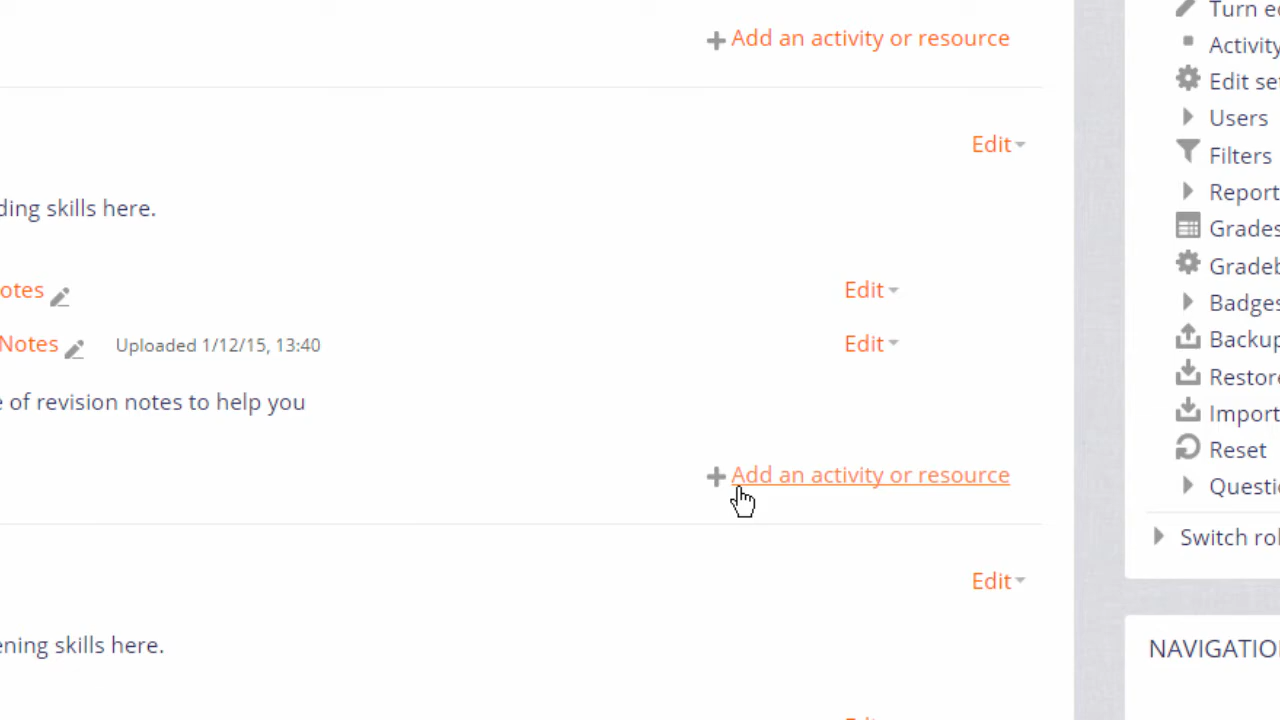 Add an activity or resource
Edit
ding skills here.
otes
Edit
Notes
Uploaded 1/12/15, 13:40
Edit
e of revision notes to help you
Add an activity or resource
Edit
ening skills here.
Turn e
Activity
Edit se
Users
Filters
Report
Grades
Gradeb
Badges
Backup
Restore
Import
Reset
Questi
Switch rol
NAVIGATIO